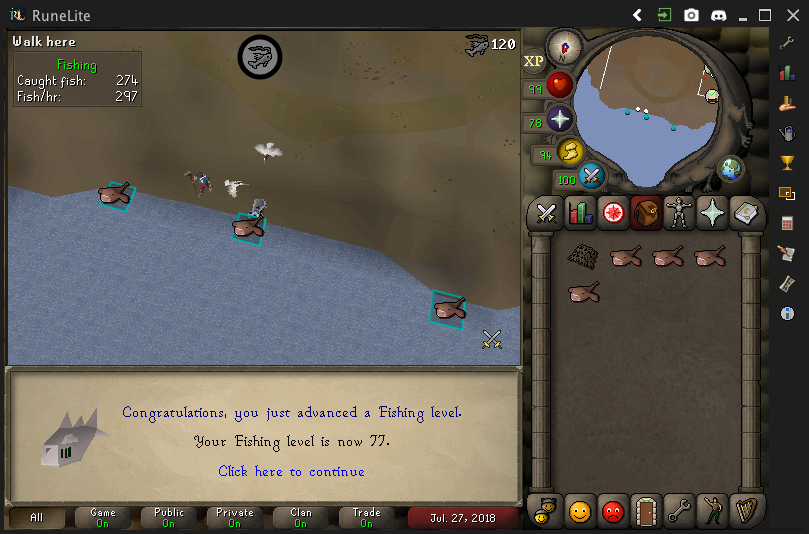 RuneLite
Walk here
120
Fishing
Caught fish: 274
Fish/hr: 297
XP
N
99
78
94
100
Congratulations, you just advanced a Fishing level.
Your Fishing level is now 77.
Click here to continue
All
Game
On
Public
On
Private
On
Clan
On
Trade
On
Jul. 27, 2018